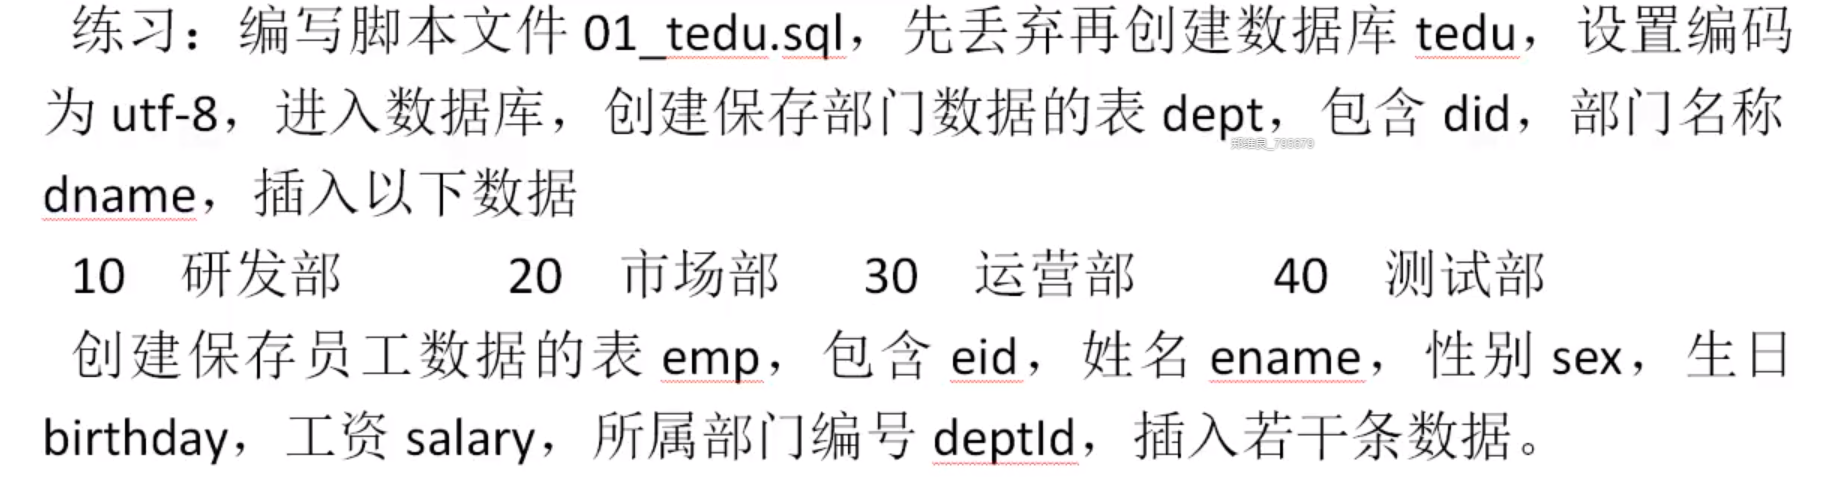 练习：编写脚本文件 01_tedu.sql，先丢弃再创建数据库 tedu，设置编码
为 utf-8，进入数据库，创建保存部门数据的表 dept，包含 did，部门名称
dname，插入以下数据
10 研发部 20 市场部 30 运营部 40 测试部
创建保存员工数据的表 emp，包含 eid，姓名 ename，性别 sex，生日
birthday，工资 salary，所属部门编号 deptId，插入若干条数据。